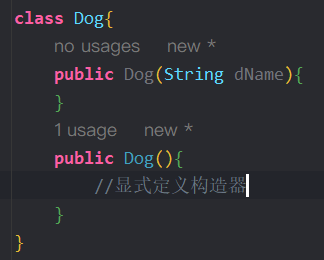 class Dog{
no usages new *
public Dog(String dName){
}
1 usage new *
public Dog(){
//显式定义构造器
}
}